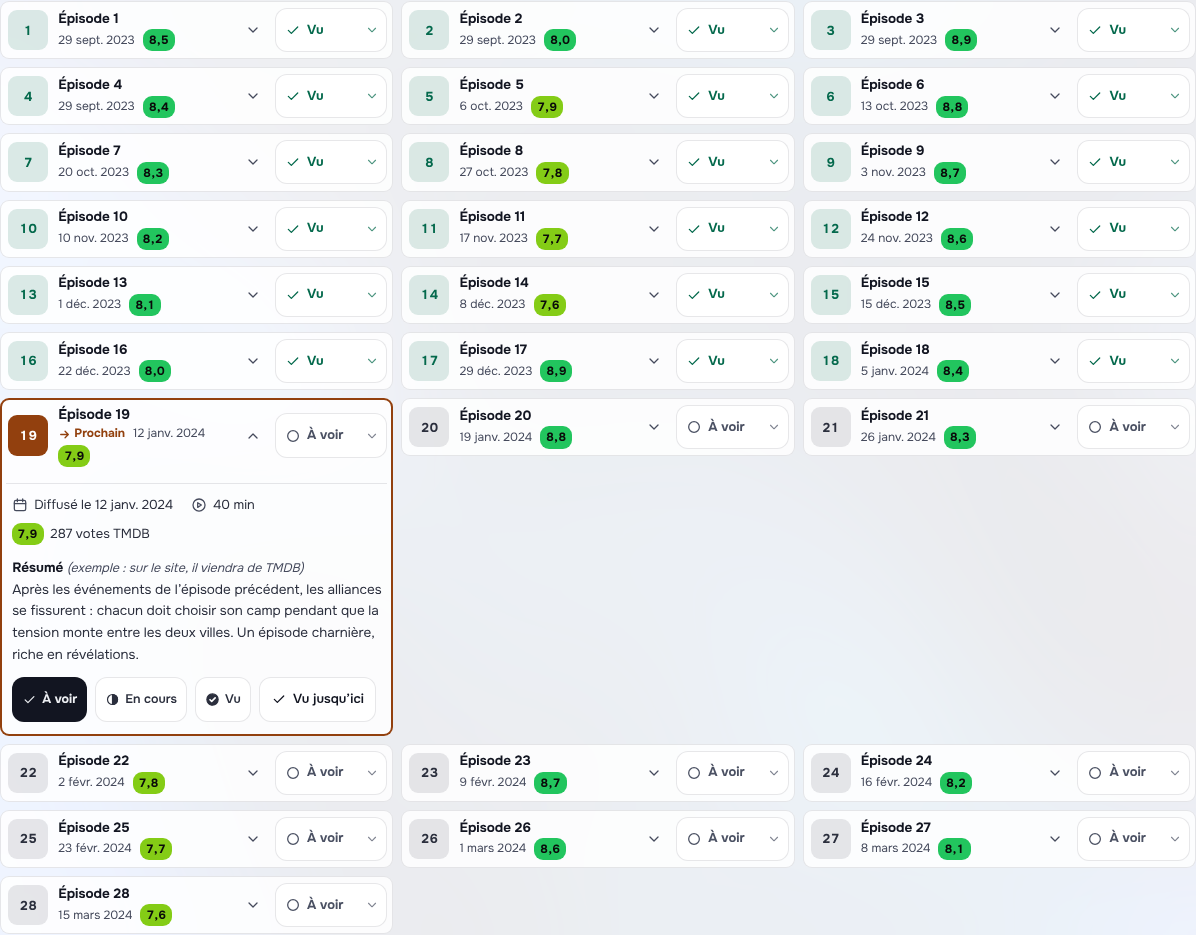 1 Épisode 1 29 sept. 2023 8,5 Vu
2 Épisode 2 29 sept. 2023 8,0 Vu
3 Épisode 3 29 sept. 2023 8,9 Vu
4 Épisode 4 29 sept. 2023 8,4 Vu
5 Épisode 5 6 oct. 2023 7,9 Vu
6 Épisode 6 13 oct. 2023 8,8 Vu
7 Épisode 7 20 oct. 2023 8,3 Vu
8 Épisode 8 27 oct. 2023 7,8 Vu
9 Épisode 9 3 nov. 2023 8,7 Vu
10 Épisode 10 10 nov. 2023 8,2 Vu
11 Épisode 11 17 nov. 2023 7,7 Vu
12 Épisode 12 24 nov. 2023 8,6 Vu
13 Épisode 13 1 déc. 2023 8,1 Vu
14 Épisode 14 8 déc. 2023 7,6 Vu
15 Épisode 15 15 déc. 2023 8,5 Vu
16 Épisode 16 22 déc. 2023 8,0 Vu
17 Épisode 17 29 déc. 2023 8,9 Vu
18 Épisode 18 5 janv. 2024 8,4 Vu
19 Épisode 19 → Prochain 12 janv. 2024 7,9 À voir
20 Épisode 20 19 janv. 2024 8,8 À voir
21 Épisode 21 26 janv. 2024 8,3 À voir
Diffusé le 12 janv. 2024 40 min
7,9 287 votes TMDB
Résumé (exemple : sur le site, il viendra de TMDB)
Après les événements de l’épisode précédent, les alliances
se fissurent : chacun doit choisir son camp pendant que la
tension monte entre les deux villes. Un épisode charnière,
riche en révélations.
À voir En cours Vu Vu jusqu’ici
22 Épisode 22 2 févr. 2024 7,8 À voir
23 Épisode 23 9 févr. 2024 8,7 À voir
24 Épisode 24 16 févr. 2024 8,2 À voir
25 Épisode 25 23 févr. 2024 7,7 À voir
26 Épisode 26 1 mars 2024 8,6 À voir
27 Épisode 27 8 mars 2024 8,1 À voir
28 Épisode 28 15 mars 2024 7,6 À voir